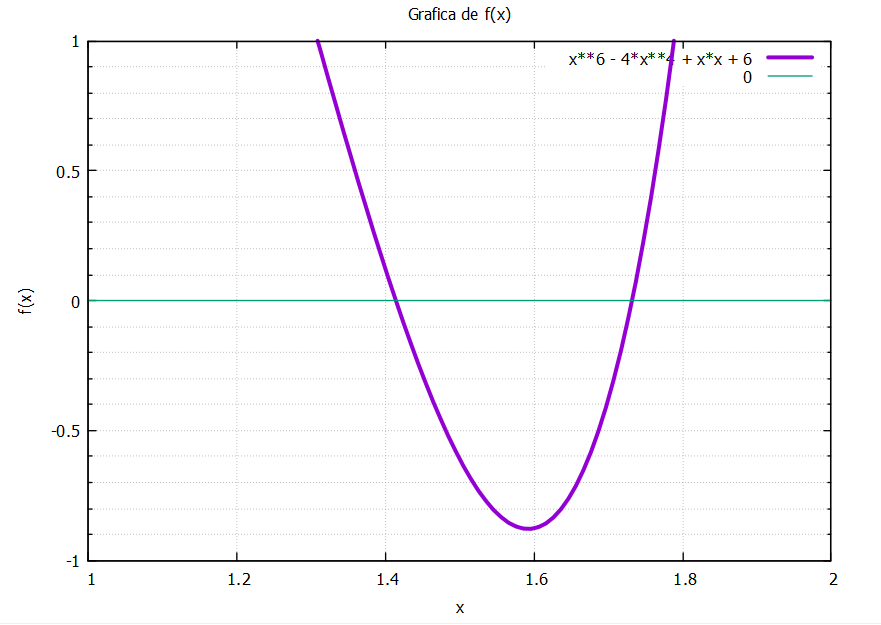 Grafica de f(x)
1
x**6 - 4*x**4 + x*x + 6
0
0.5
f(x)
0
-0.5
-1
1 1.2 1.4 1.6 1.8 2
x